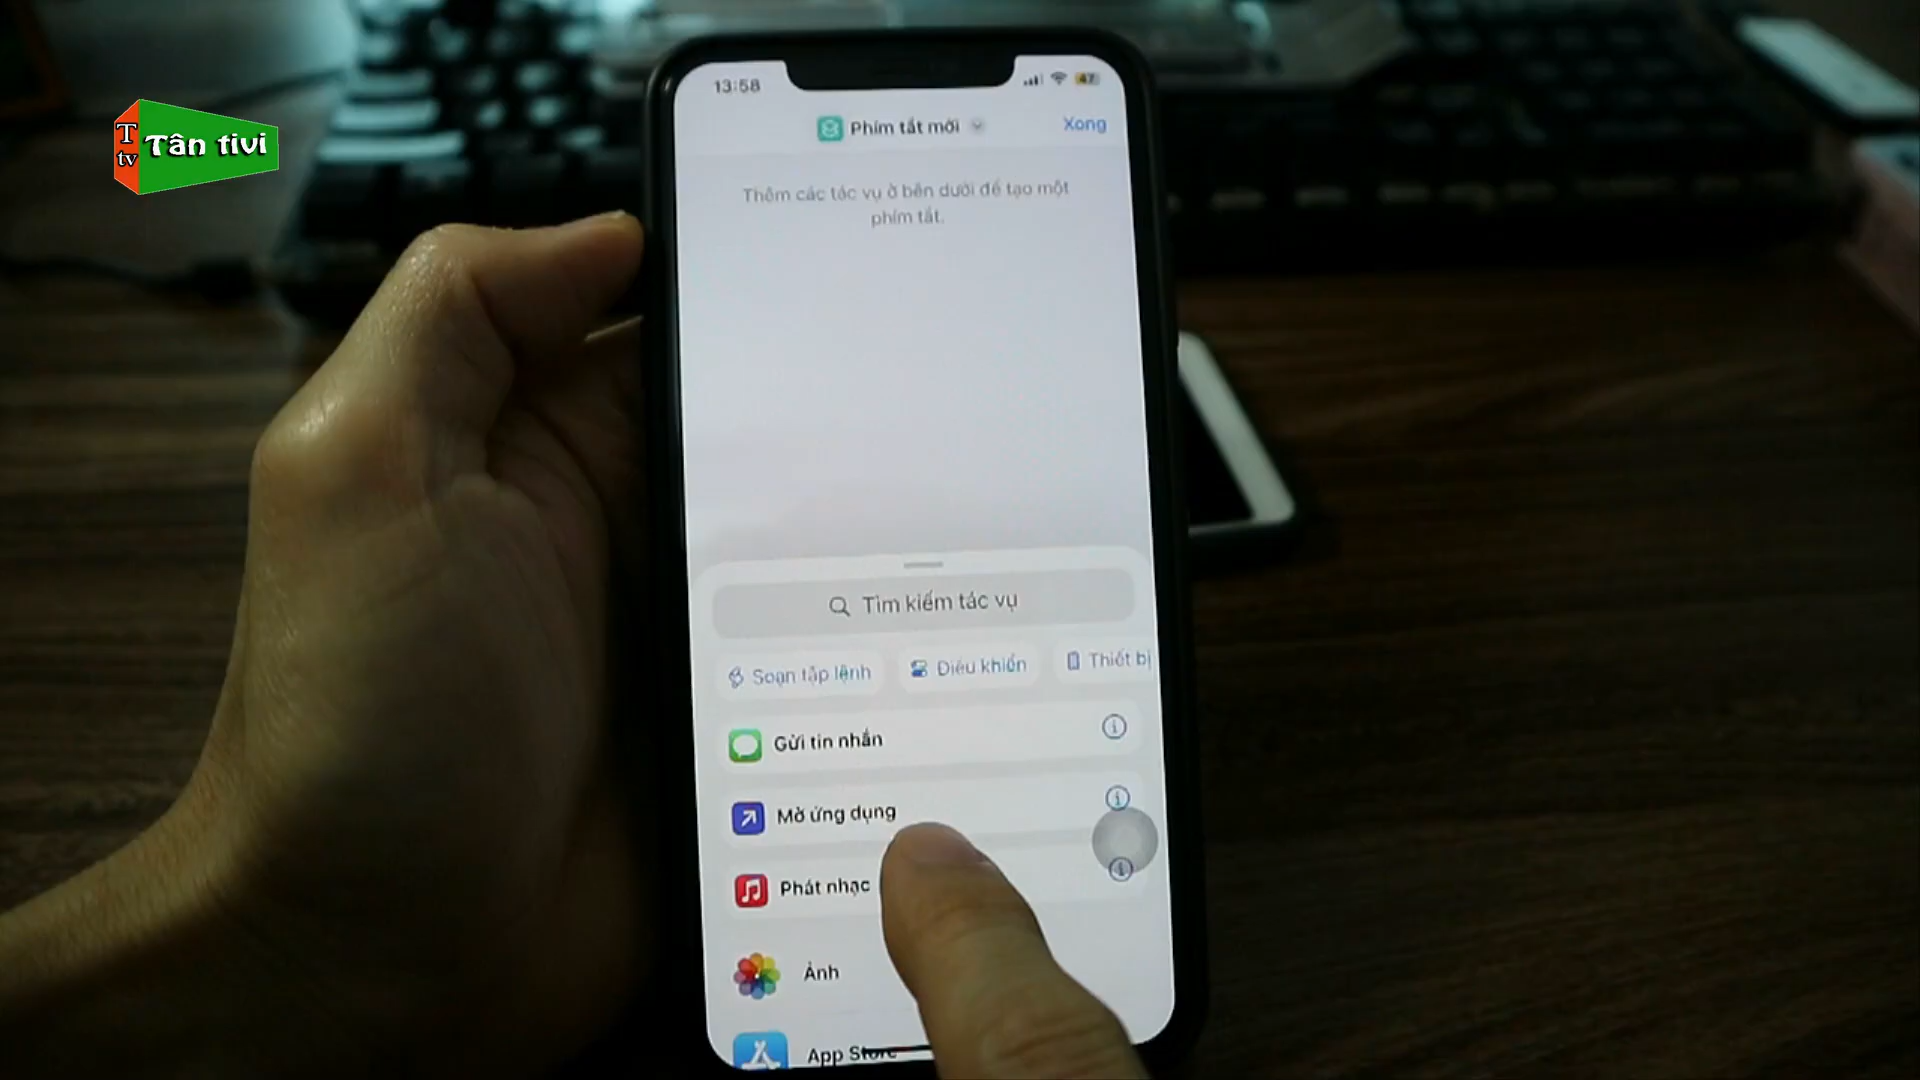 T
tv
Tân tivi
13:58
47
Phím tắt mới
Xong
Thêm các tác vụ ở bên dưới để tạo một
phím tắt.
Tìm kiếm tác vụ
Soạn tập lệnh
Điều khiển
Thiết bị
Gửi tin nhắn
Mở ứng dụng
Phát nhạc
Ảnh
App Store